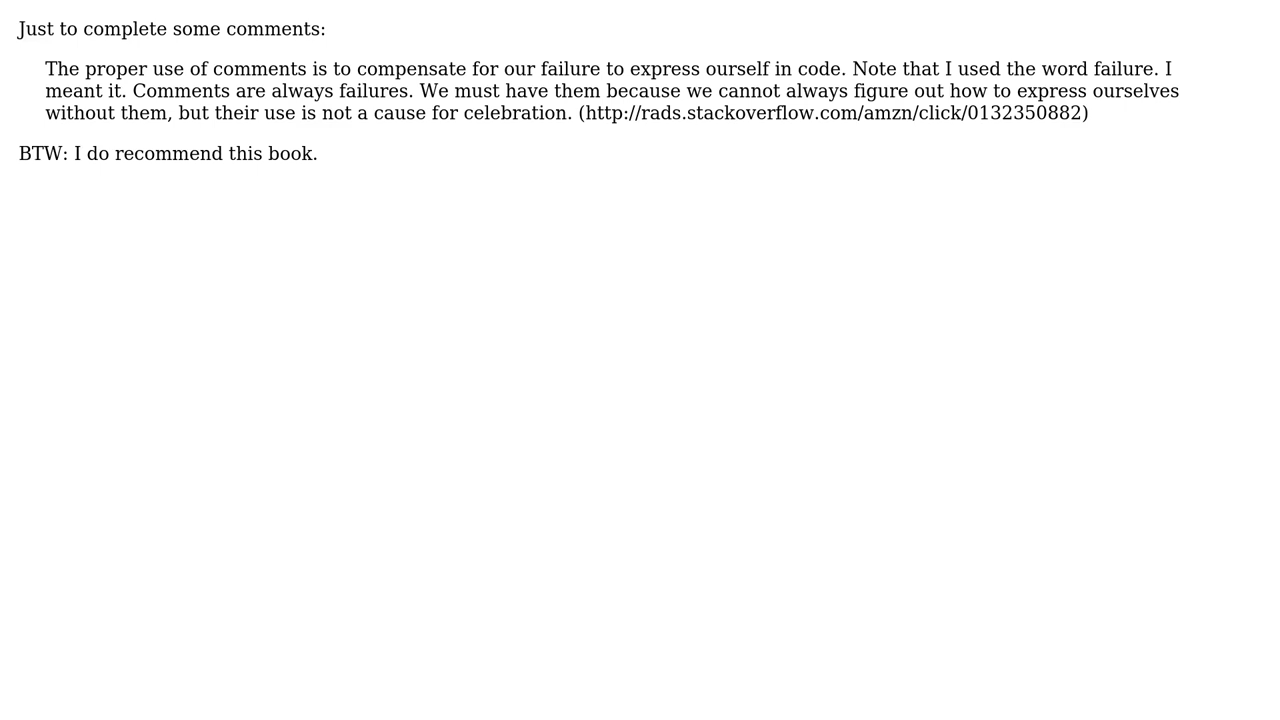 Just to complete some comments:
The proper use of comments is to compensate for our failure to express ourself in code. Note that I used the word failure. I
meant it. Comments are always failures. We must have them because we cannot always figure out how to express ourselves
without them, but their use is not a cause for celebration. (http://rads.stackoverflow.com/amzn/click/0132350882)
BTW: I do recommend this book.